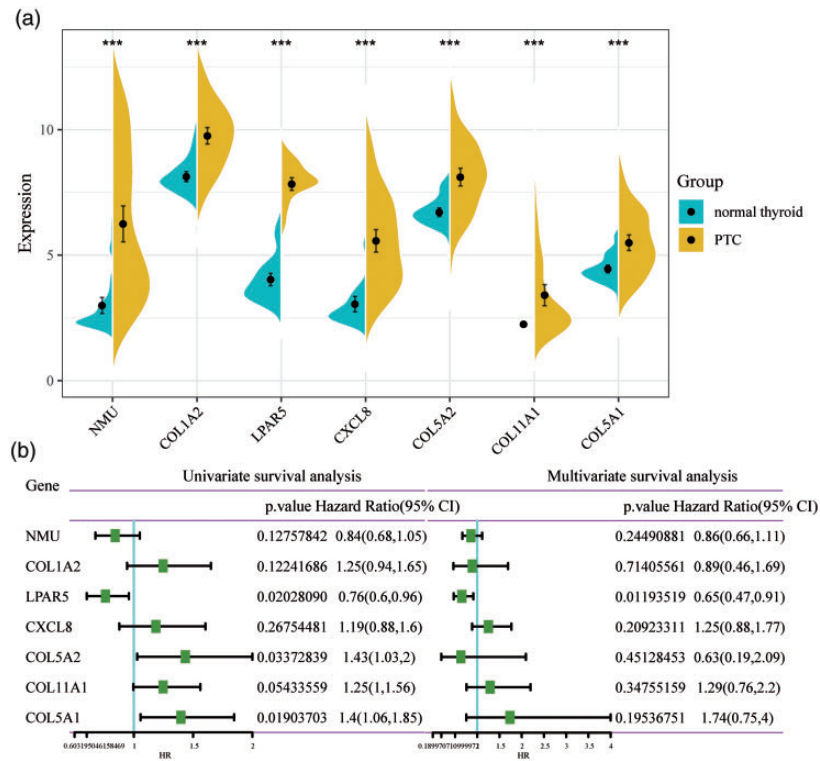 (a)
*** *** *** *** *** *** ***
Expression
10
5
0
NMU COL1A2 LPAR5 CXCL8 COL5A2 COL11A1 COL5A1
Group
normal thyroid
PTC
(b)
Gene Univariate survival analysis Multivariate survival analysis
p.value Hazard Ratio(95% CI) p.value Hazard Ratio(95% CI)
NMU 0.12757842 0.84(0.68,1.05) 0.24490881 0.86(0.66,1.11)
COL1A2 0.12241686 1.25(0.94,1.65) 0.71405561 0.89(0.46,1.69)
LPAR5 0.02028090 0.76(0.6,0.96) 0.01193519 0.65(0.47,0.91)
CXCL8 0.26754481 1.19(0.88,1.6) 0.20923311 1.25(0.88,1.77)
COL5A2 0.03372839 1.43(1.03,2) 0.45128453 0.63(0.19,2.09)
COL11A1 0.05433559 1.25(1,1.56) 0.34755159 1.29(0.76,2.2)
COL5A1 0.01903703 1.4(1.06,1.85) 0.19536751 1.74(0.75,4)
0.603195046158469 1 1.5 2 1 1.5 2 2.5 3 3.5 4
HR HR